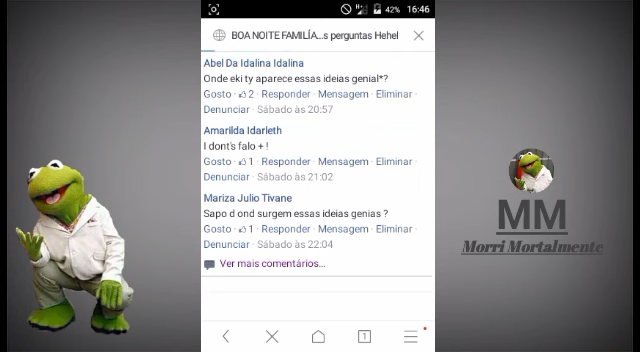 42% 16:46
BOA NOITE FAMILÍA...s perguntas Hehel
Abel Da Idalina Idalina
Onde eki ty aparece essas ideias genial*?
Gosto · 2 · Responder · Mensagem · Eliminar ·
Denunciar · Sábado às 20:57
Amarilda Idarleth
I dont's falo + !
Gosto · 1 · Responder · Mensagem · Eliminar ·
Denunciar · Sábado às 21:02
Mariza Julio Tivane
Sapo d ond surgem essas ideias genias ?
Gosto · 1 · Responder · Mensagem · Eliminar ·
Denunciar · Sábado às 22:04
Ver mais comentários...
1
MM
Morri Mortalmente